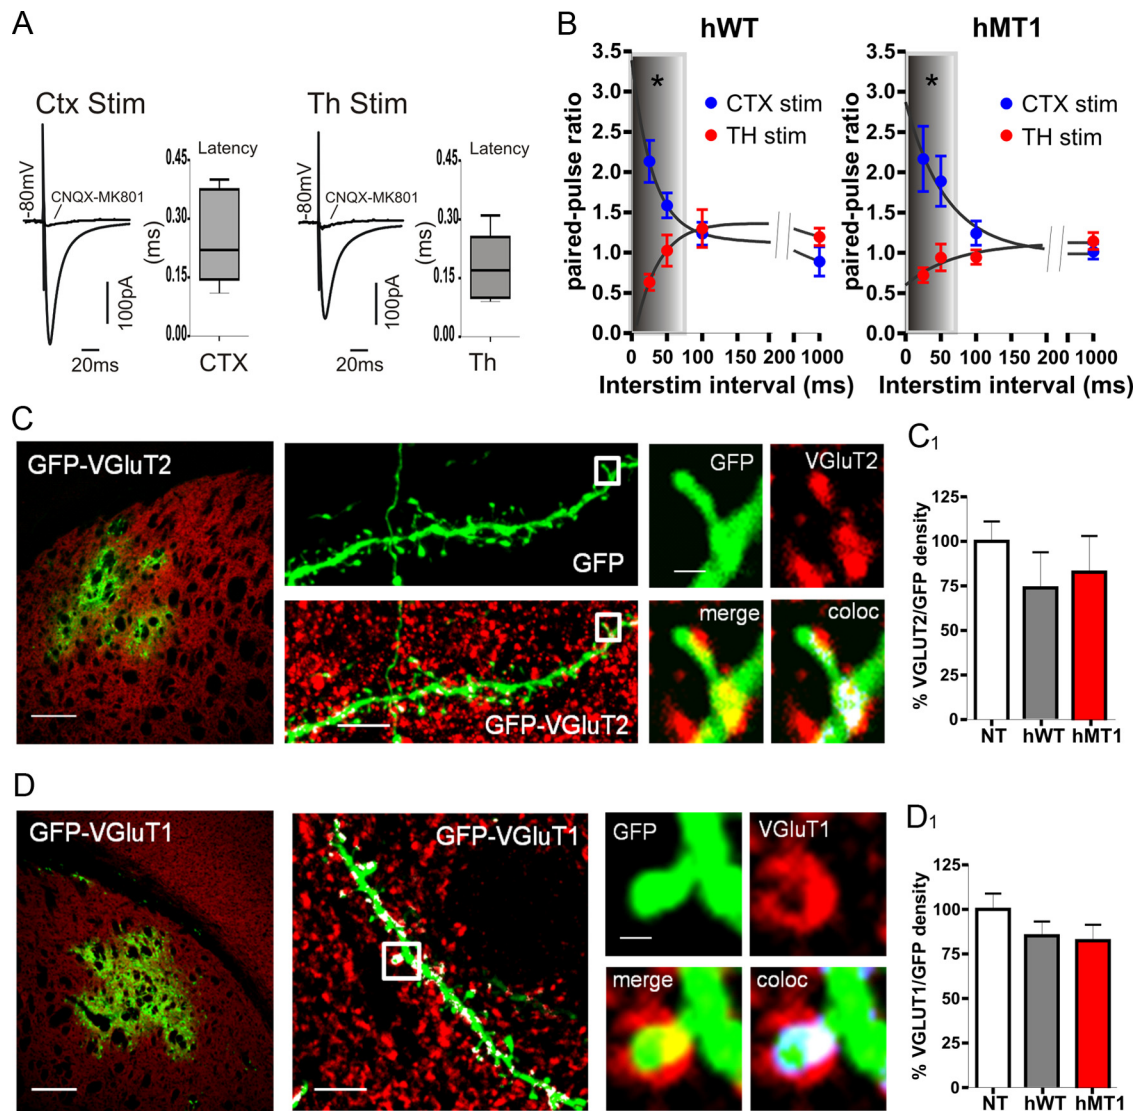 A
Ctx Stim
Th Stim
Latency
0.45
0.30
0.15
0.00
(ms)
-80mV
CNQX-MK801
100pA
20ms
CTX
Latency
0.45
0.30
0.15
0.00
(ms)
-80mV
CNQX-MK801
100pA
20ms
Th
B
hWT
paired-pulse ratio
3.5
3.0
2.5
2.0
1.5
1.0
0.5
0.0
*
CTX stim
TH stim
0 50 100 150 200 1000
Interstim interval (ms)
hMT1
paired-pulse ratio
3.5
3.0
2.5
2.0
1.5
1.0
0.5
0.0
*
CTX stim
TH stim
0 50 100 150 200 1000
Interstim interval (ms)
C
GFP-VGluT2
GFP
GFP-VGluT2
GFP
VGluT2
merge
coloc
C1
% VGLUT2/GFP density
125
100
75
50
25
0
NT hWT hMT1
D
GFP-VGluT1
GFP-VGluT1
GFP
VGluT1
merge
coloc
D1
% VGLUT1/GFP density
125
100
75
50
25
0
NT hWT hMT1